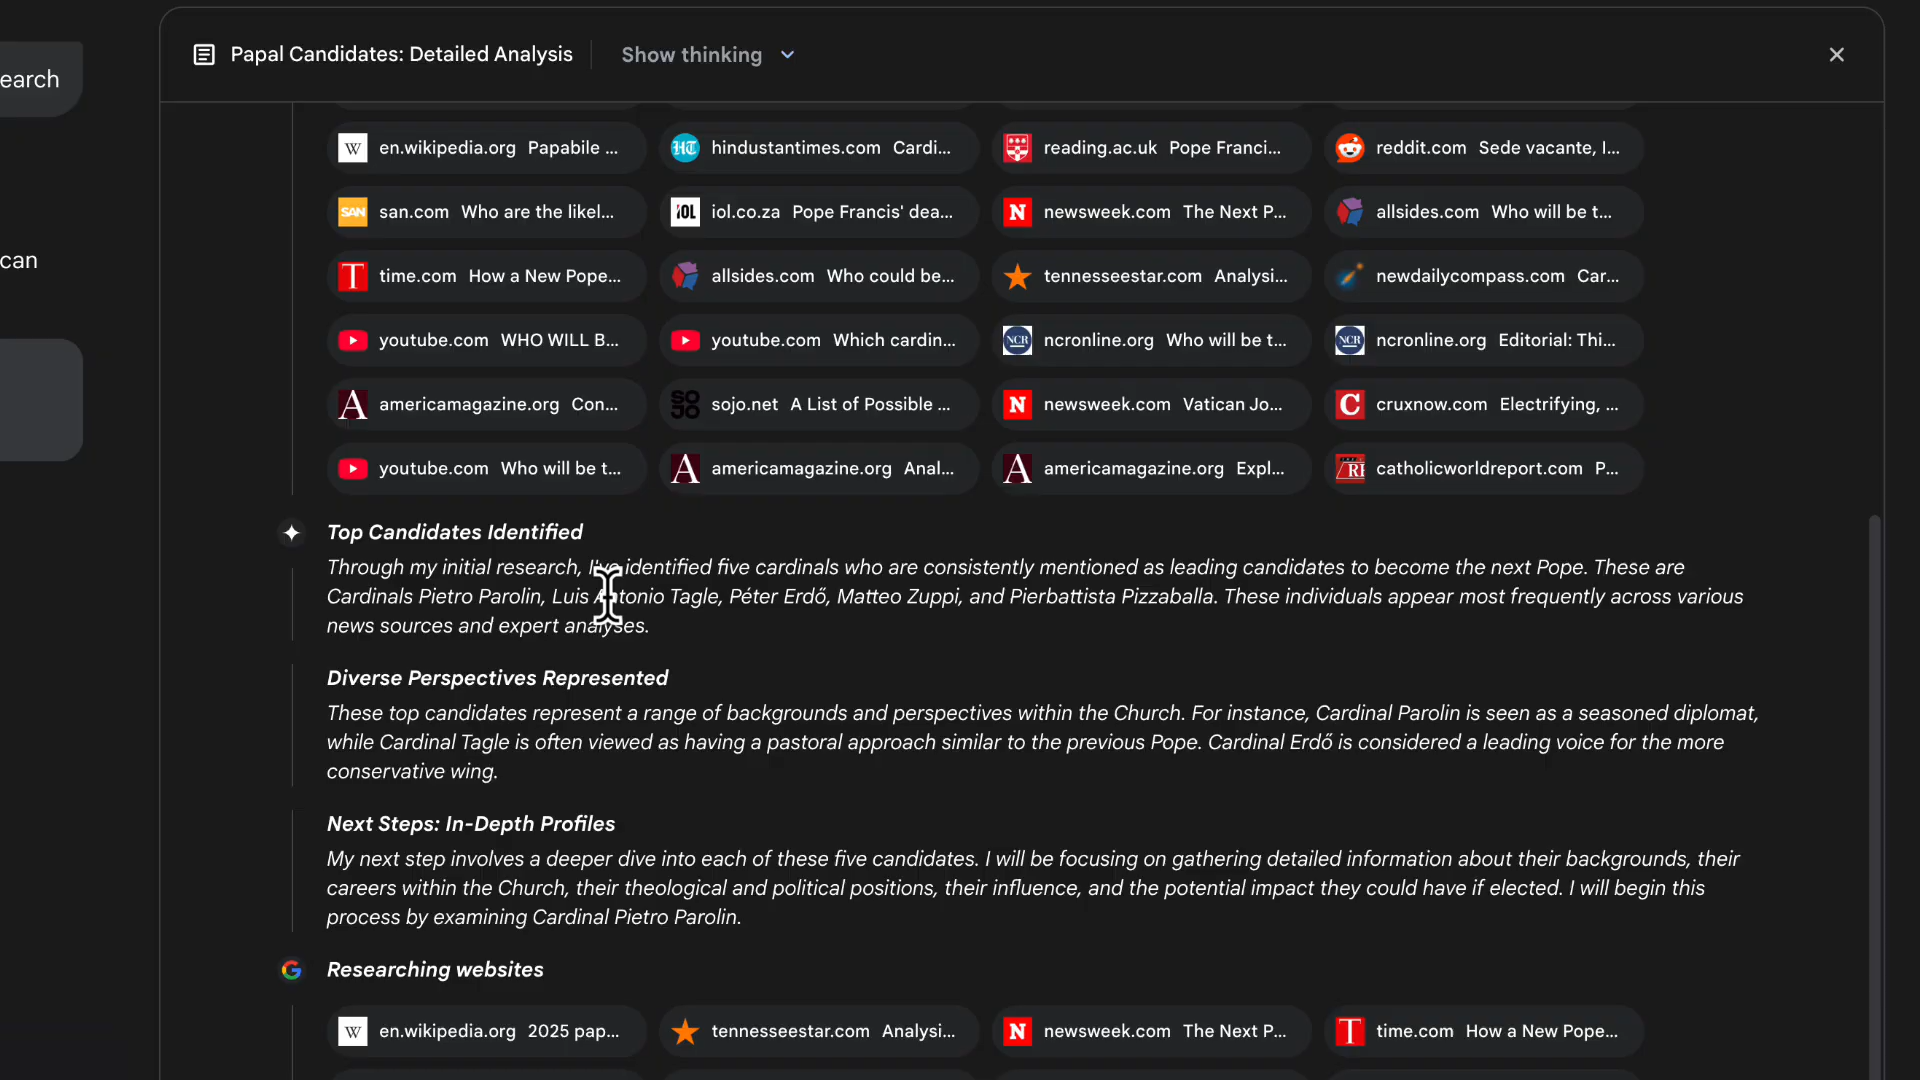 Papal Candidates: Detailed Analysis Show thinking
earch
can
en.wikipedia.org Papabile ... hindustantimes.com Cardi... reading.ac.uk Pope Franci... reddit.com Sede vacante, I...
san.com Who are the likel... iol.co.za Pope Francis' dea... newsweek.com The Next P... allsides.com Who will be t...
time.com How a New Pope... allsides.com Who could be... tennesseestar.com Analysi... newdailycompass.com Car...
youtube.com WHO WILL B... youtube.com Which cardin... ncronline.org Who will be t... ncronline.org Editorial: Thi...
americamagazine.org Con... sojo.net A List of Possible ... newsweek.com Vatican Jo... cruxnow.com Electrifying, ...
youtube.com Who will be t... americamagazine.org Anal... americamagazine.org Expl... catholicworldreport.com P...
Top Candidates Identified
Through my initial research, I've identified five cardinals who are consistently mentioned as leading candidates to become the next Pope. These are
Cardinals Pietro Parolin, Luis Antonio Tagle, Péter Erdő, Matteo Zuppi, and Pierbattista Pizzaballa. These individuals appear most frequently across various
news sources and expert analyses.
Diverse Perspectives Represented
These top candidates represent a range of backgrounds and perspectives within the Church. For instance, Cardinal Parolin is seen as a seasoned diplomat,
while Cardinal Tagle is often viewed as having a pastoral approach similar to the previous Pope. Cardinal Erdő is considered a leading voice for the more
conservative wing.
Next Steps: In-Depth Profiles
My next step involves a deeper dive into each of these five candidates. I will be focusing on gathering detailed information about their backgrounds, their
careers within the Church, their theological and political positions, their influence, and the potential impact they could have if elected. I will begin this
process by examining Cardinal Pietro Parolin.
Researching websites
en.wikipedia.org 2025 pap... tennesseestar.com Analysi... newsweek.com The Next P... time.com How a New Pope...